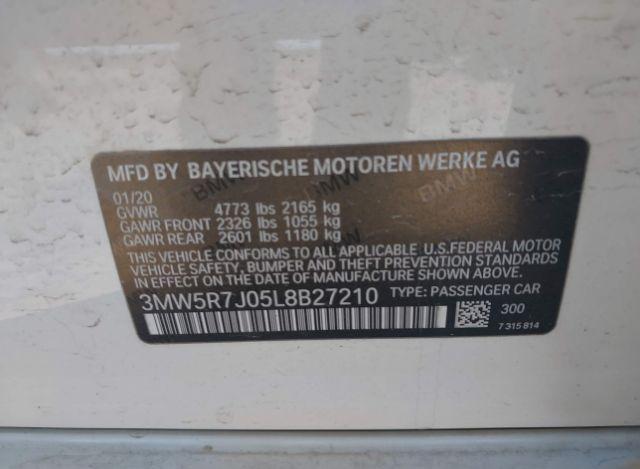 MFD BY BAYERISCHE MOTOREN WERKE AG
01/20
GVWR 4773 lbs 2165 kg
GAWR FRONT 2326 lbs 1055 kg
GAWR REAR 2601 lbs 1180 kg
THIS VEHICLE CONFORMS TO ALL APPLICABLE U.S.FEDERAL MOTOR
VEHICLE SAFETY, BUMPER AND THEFT PREVENTION STANDARDS
IN EFFECT ON THE DATE OF MANUFACTURE SHOWN ABOVE.
3MW5R7J05L8B27210 TYPE: PASSENGER CAR
300
7 315 814
BMW
BMW
BMW